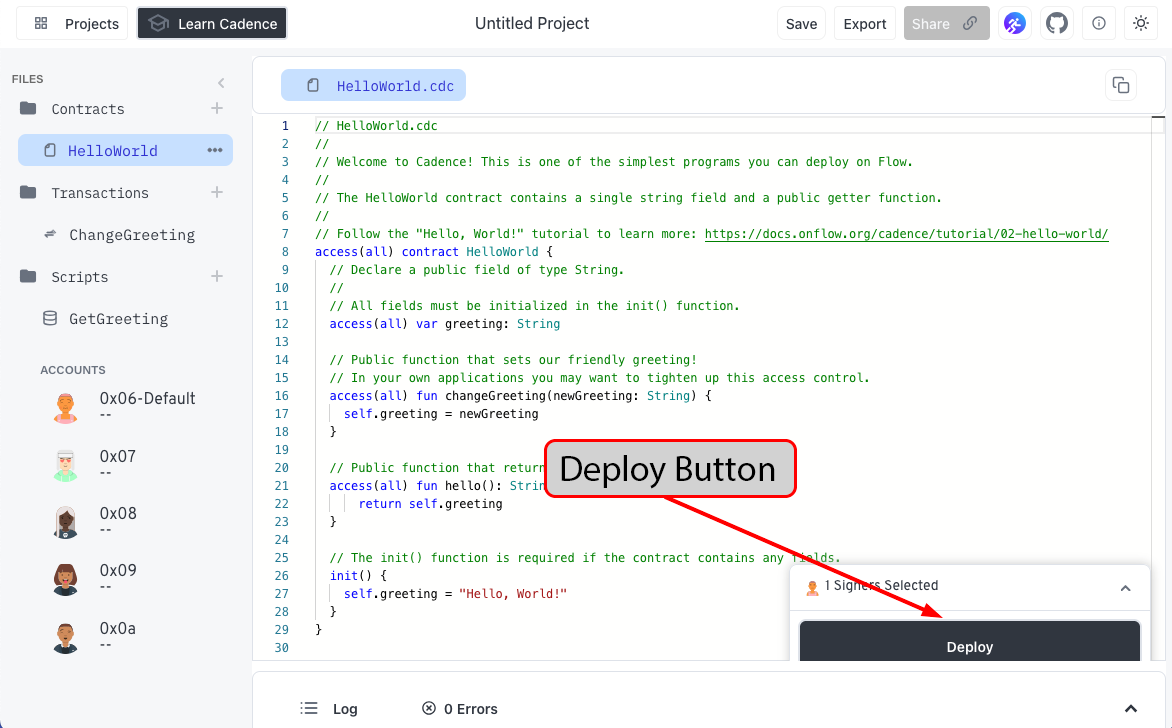 Projects
Learn Cadence
Untitled Project
Save
Export
Share
FILES
Contracts
HelloWorld
Transactions
ChangeGreeting
Scripts
GetGreeting
ACCOUNTS
0x06-Default
--
0x07
--
0x08
--
0x09
--
0x0a
--
HelloWorld.cdc
1 // HelloWorld.cdc
2 //
3 // Welcome to Cadence! This is one of the simplest programs you can deploy on Flow.
4 //
5 // The HelloWorld contract contains a single string field and a public getter function.
6 //
7 // Follow the "Hello, World!" tutorial to learn more: https://docs.onflow.org/cadence/tutorial/02-hello-world/
8 access(all) contract HelloWorld {
9 // Declare a public field of type String.
10 //
11 // All fields must be initialized in the init() function.
12 access(all) var greeting: String
13
14 // Public function that sets our friendly greeting!
15 // In your own applications you may want to tighten up this access control.
16 access(all) fun changeGreeting(newGreeting: String) {
17 self.greeting = newGreeting
18 }
19
20 // Public function that return
21 access(all) fun hello(): Strin
22 return self.greeting
23 }
24
25 // The init() function is required if the contract contains any fields.
26 init() {
27 self.greeting = "Hello, World!"
28 }
29 }
30
Deploy Button
1 Signers Selected
Deploy
Log
0 Errors